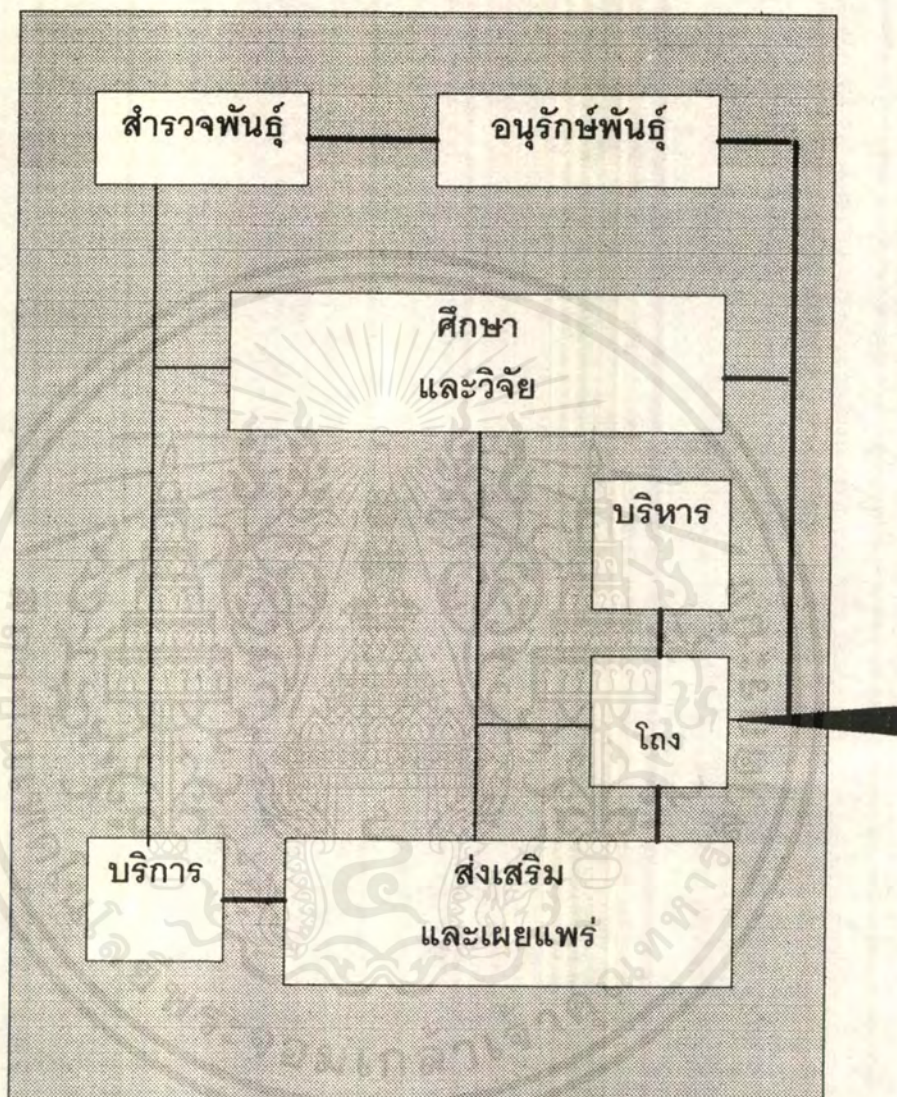 สำรวจพันธุ์
อนุรักษ์พันธุ์
ศึกษา
และวิจัย
บริหาร
โถง
บริการ
ส่งเสริม
และเผยแพร่